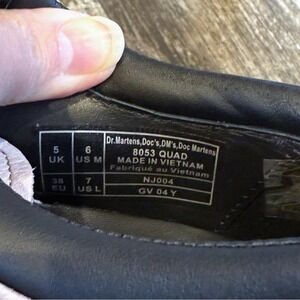 5 UK
6 US M
38 EU
7 US L
Dr.Martens,Doc's,DM's,Doc Martens
8053 QUAD
MADE IN VIETNAM
Fabriqué au Vietnam
NJ004
GV 04 Y